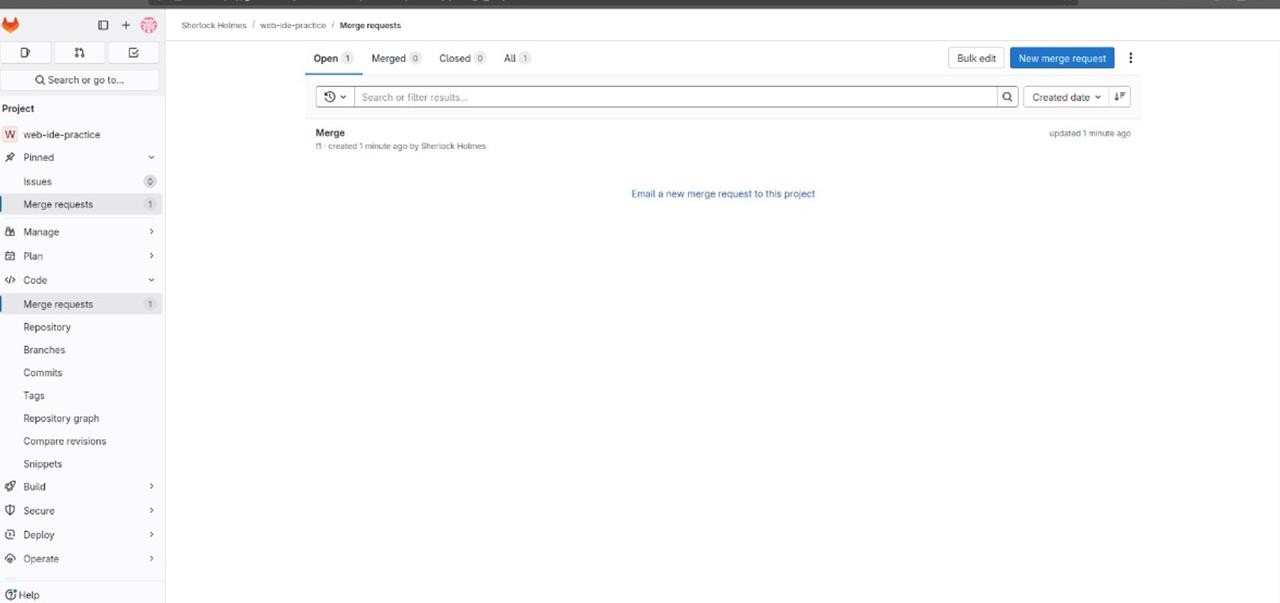 Sherlock Holmes / web-ide-practice / Merge requests
Search or go to...
Project
W web-ide-practice
Pinned
Issues 0
Merge requests 1
Manage
Plan
Code
Merge requests 1
Repository
Branches
Commits
Tags
Repository graph
Compare revisions
Snippets
Build
Secure
Deploy
Operate
Help
Open 1 Merged 0 Closed 0 All 1
Bulk edit New merge request
Search or filter results...
Created date
Merge
!1 · created 1 minute ago by Sherlock Holmes
updated 1 minute ago
Email a new merge request to this project